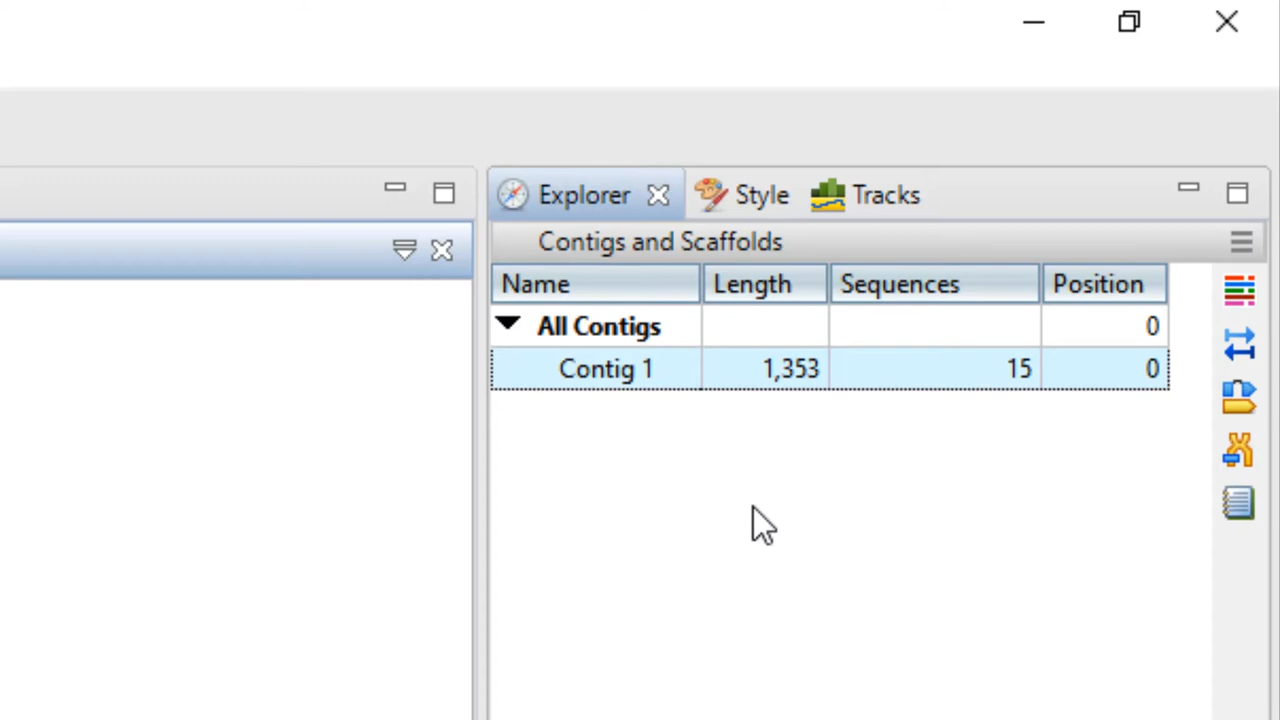 Explorer Style Tracks
Contigs and Scaffolds
Name Length Sequences Position
All Contigs 0
Contig 1 1,353 15 0